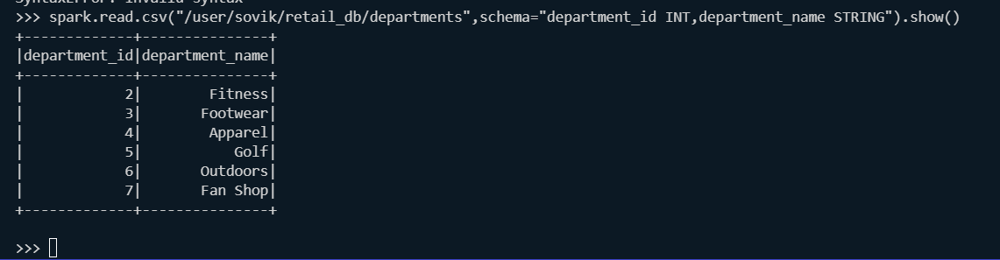 SyntaxError: invalid syntax
>>> spark.read.csv("/user/sovik/retail_db/departments",schema="department_id INT,department_name STRING").show()
+-------------+---------------+
|department_id|department_name|
+-------------+---------------+
|            2|        Fitness|
|            3|       Footwear|
|            4|        Apparel|
|            5|           Golf|
|            6|       Outdoors|
|            7|       Fan Shop|
+-------------+---------------+
>>>